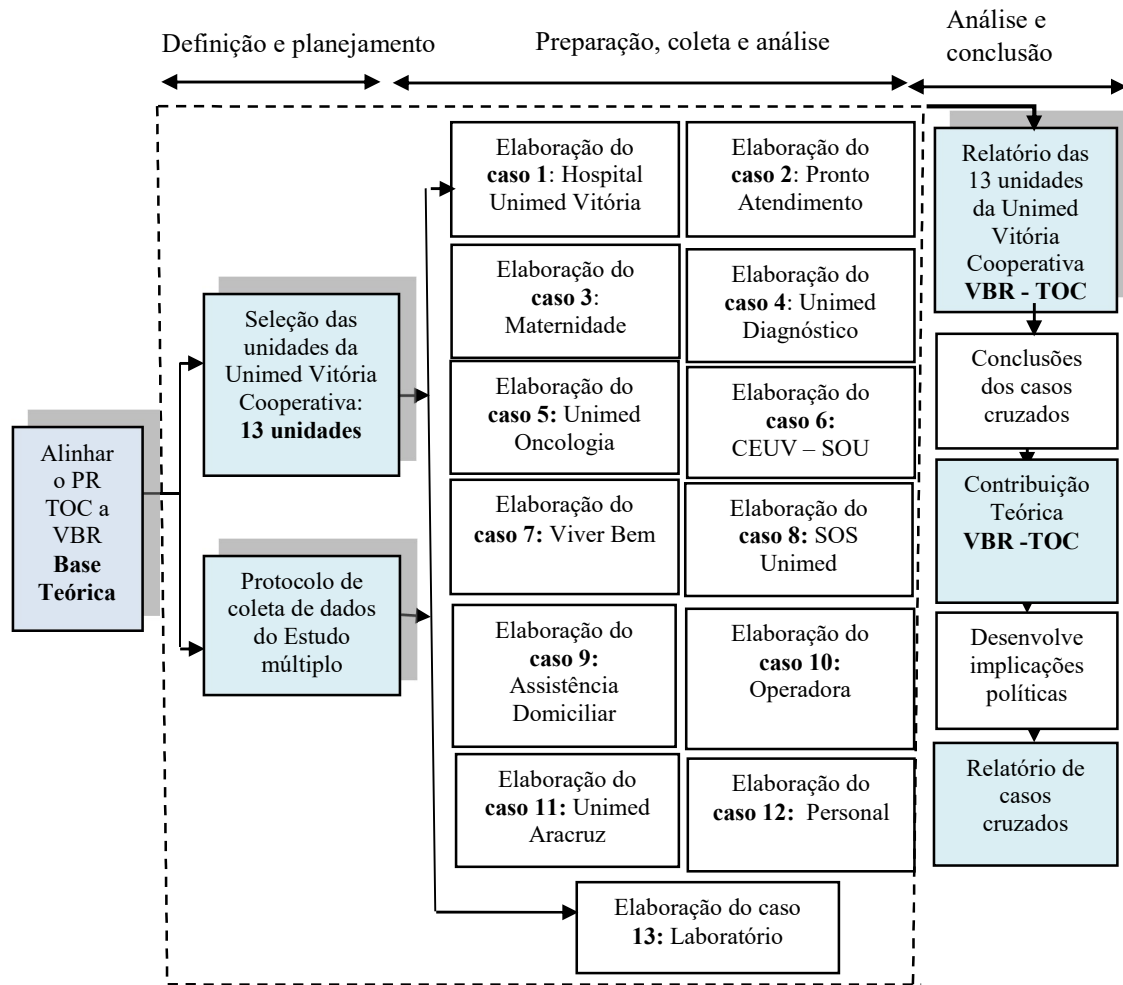 Definição e planejamento
Preparação, coleta e análise
Análise e
conclusão
Alinhar
o PR
TOC a
VBR
Base
Teórica
Seleção das
unidades da
Unimed Vitória
Cooperativa:
13 unidades
Protocolo de
coleta de dados
do Estudo
múltiplo
Elaboração do
caso 1: Hospital
Unimed Vitória
Elaboração do
caso 2: Pronto
Atendimento
Elaboração do
caso 3:
Maternidade
Elaboração do
caso 4: Unimed
Diagnóstico
Elaboração do
caso 5: Unimed
Oncologia
Elaboração do
caso 6:
CEUV – SOU
Elaboração do
caso 7: Viver Bem
Elaboração do
caso 8: SOS
Unimed
Elaboração do
caso 9:
Assistência
Domiciliar
Elaboração do
caso 10:
Operadora
Elaboração do
caso 11: Unimed
Aracruz
Elaboração do
caso 12: Personal
Elaboração do caso
13: Laboratório
Relatório das
13 unidades
da Unimed
Vitória
Cooperativa
VBR - TOC
Conclusões
dos casos
cruzados
Contribuição
Teórica
VBR -TOC
Desenvolve
implicações
políticas
Relatório de
casos
cruzados